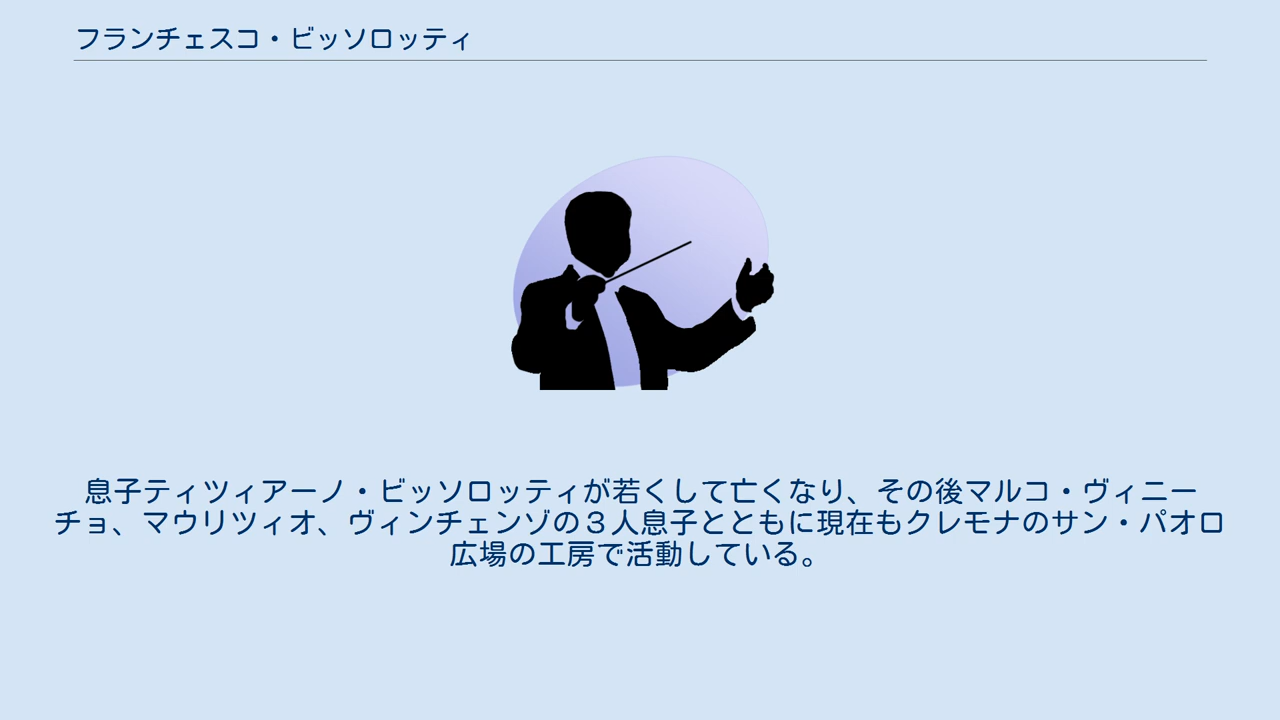 フランチェスコ・ビッソロッティ
息子ティツィアーノ・ビッソロッティが若くして亡くなり、その後マルコ・ヴィニー
チョ、マウリツィオ、ヴィンチェンゾの３人息子とともに現在もクレモナのサン・パオロ
広場の工房で活動している。